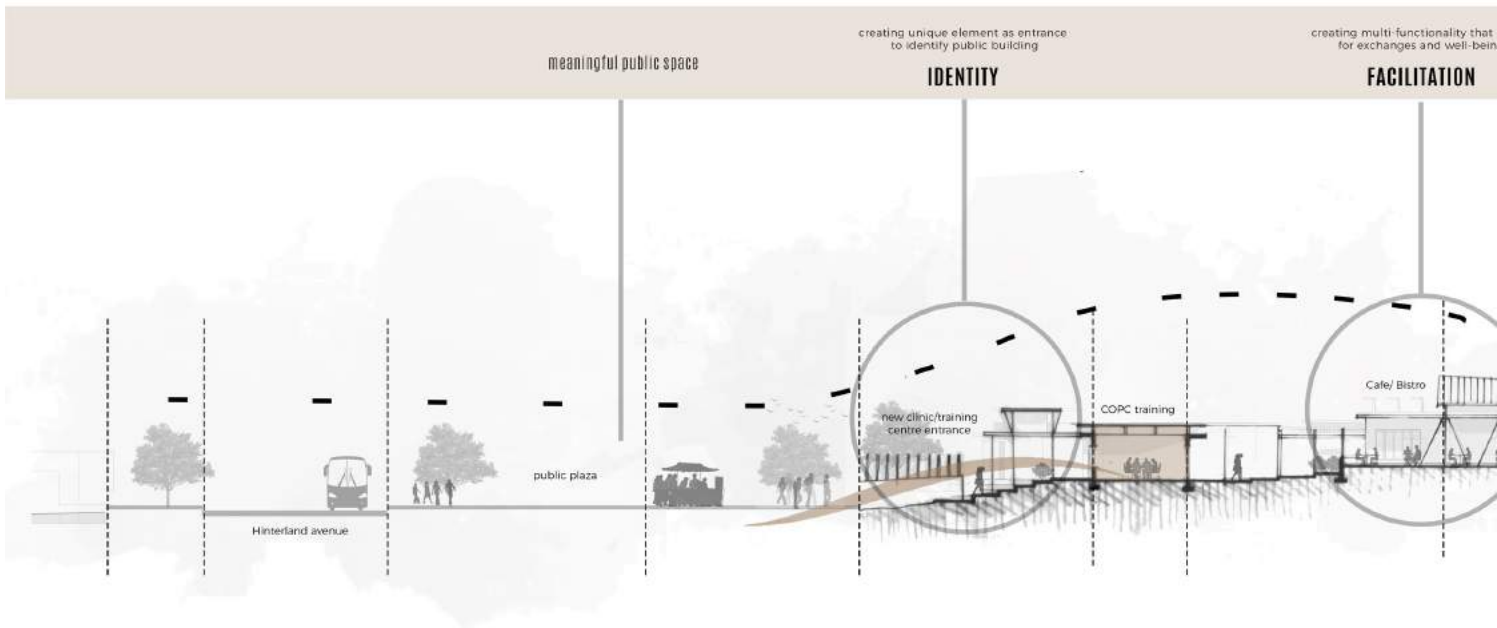 meaningful public space
creating unique element as entrance
to identify public building
IDENTITY
creating multi-functionality that
for exchanges and well-bein
FACILITATION
new clinic/training
centre entrance
COPC training
Cafe/ Bistro
public plaza
Hinterland avenue